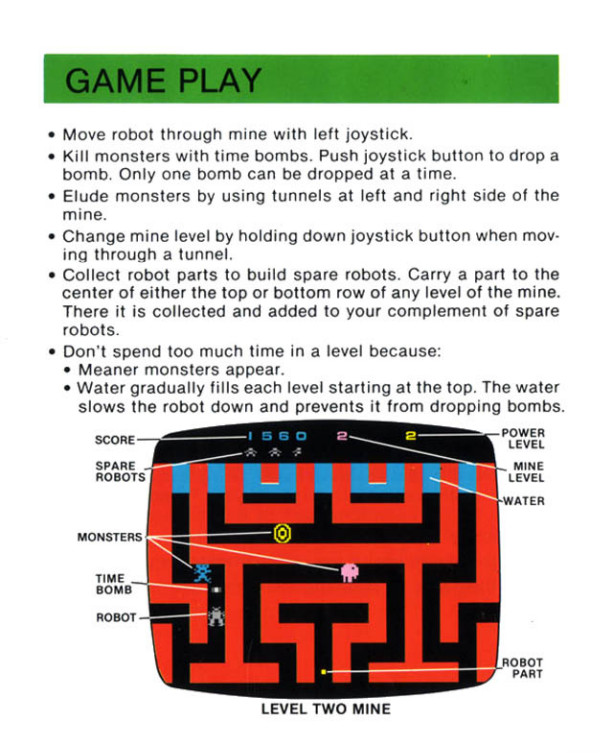 GAME PLAY
• Move robot through mine with left joystick.
• Kill monsters with time bombs. Push joystick button to drop a
bomb. Only one bomb can be dropped at a time.
• Elude monsters by using tunnels at left and right side of the
mine.
• Change mine level by holding down joystick button when mov-
ing through a tunnel.
• Collect robot parts to build spare robots. Carry a part to the
center of either the top or bottom row of any level of the mine.
There it is collected and added to your complement of spare
robots.
• Don't spend too much time in a level because:
• Meaner monsters appear.
• Water gradually fills each level starting at the top. The water
slows the robot down and prevents it from dropping bombs.
SCORE
1560
2
2
POWER
LEVEL
SPARE
ROBOTS
MINE
LEVEL
WATER
MONSTERS
TIME
BOMB
ROBOT
ROBOT
PART
LEVEL TWO MINE